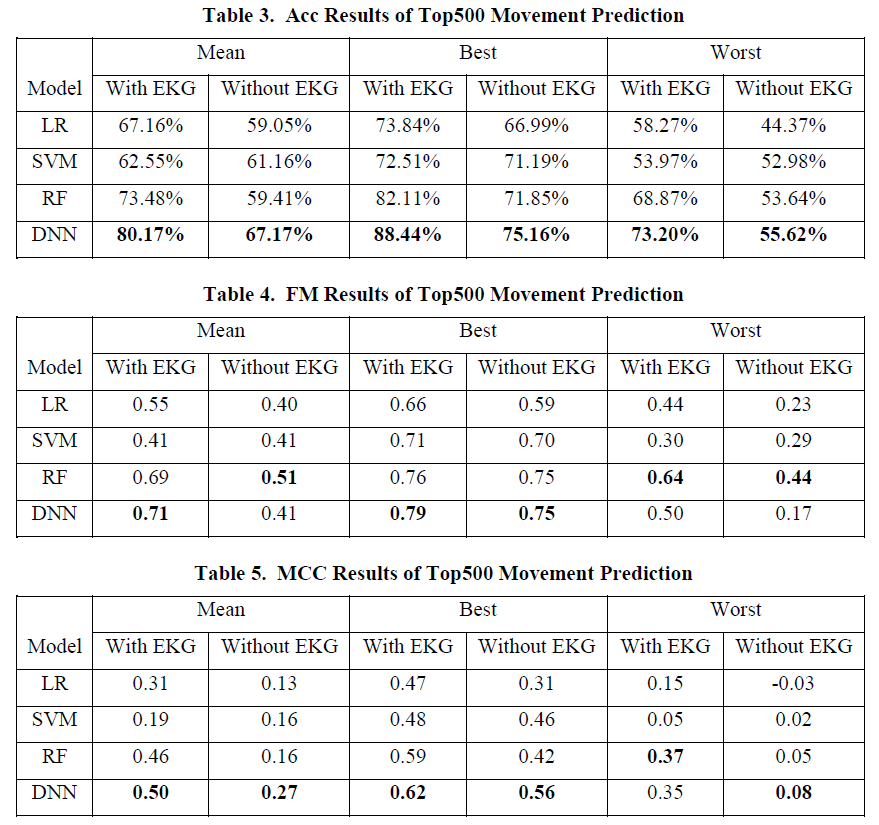 Table 3. Acc Results of Top500 Movement Prediction
Mean Best Worst
Model With EKG Without EKG With EKG Without EKG With EKG Without EKG
LR 67.16% 59.05% 73.84% 66.99% 58.27% 44.37%
SVM 62.55% 61.16% 72.51% 71.19% 53.97% 52.98%
RF 73.48% 59.41% 82.11% 71.85% 68.87% 53.64%
DNN 80.17% 67.17% 88.44% 75.16% 73.20% 55.62%
Table 4. FM Results of Top500 Movement Prediction
Mean Best Worst
Model With EKG Without EKG With EKG Without EKG With EKG Without EKG
LR 0.55 0.40 0.66 0.59 0.44 0.23
SVM 0.41 0.41 0.71 0.70 0.30 0.29
RF 0.69 0.51 0.76 0.75 0.64 0.44
DNN 0.71 0.41 0.79 0.75 0.50 0.17
Table 5. MCC Results of Top500 Movement Prediction
Mean Best Worst
Model With EKG Without EKG With EKG Without EKG With EKG Without EKG
LR 0.31 0.13 0.47 0.31 0.15 -0.03
SVM 0.19 0.16 0.48 0.46 0.05 0.02
RF 0.46 0.16 0.59 0.42 0.37 0.05
DNN 0.50 0.27 0.62 0.56 0.35 0.08